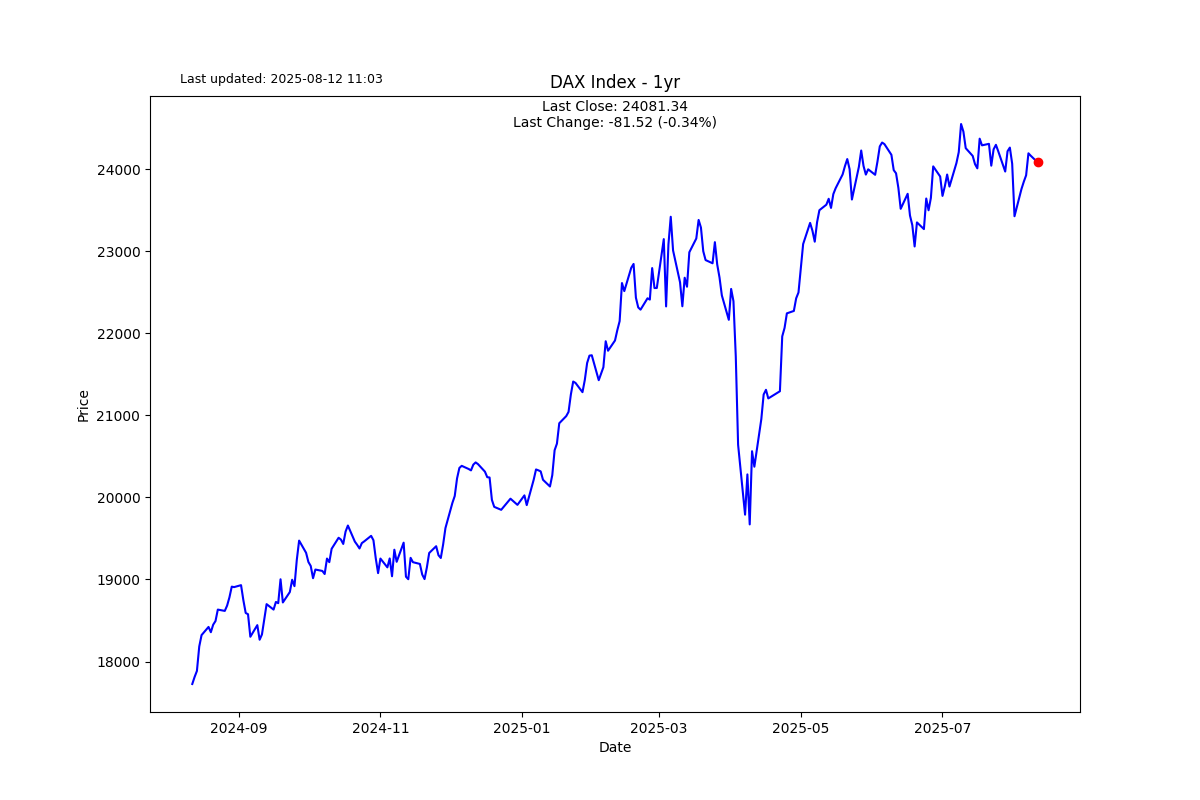 Last updated: 2025-08-12 11:03
DAX Index - 1yr
Last Close: 24081.34
Last Change: -81.52 (-0.34%)
24000
23000
22000
21000
20000
19000
18000
Price
2024-09
2024-11
2025-01
2025-03
2025-05
2025-07
Date